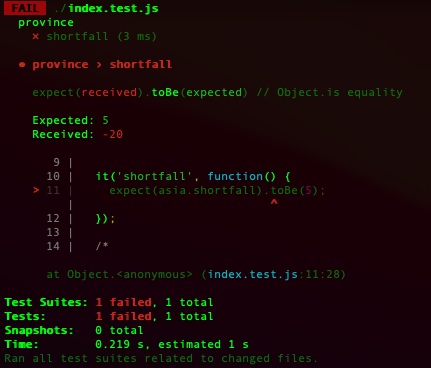 FAIL ./index.test.js
province
× shortfall (3 ms)
● province › shortfall
expect(received).toBe(expected) // Object.is equality
Expected: 5
Received: -20
9 |
10 | it('shortfall', function() {
> 11 | expect(asia.shortfall).toBe(5);
| ^
12 | });
13 |
14 | /*
at Object.<anonymous> (index.test.js:11:28)
Test Suites: 1 failed, 1 total
Tests: 1 failed, 1 total
Snapshots: 0 total
Time: 0.219 s, estimated 1 s
Ran all test suites related to changed files.